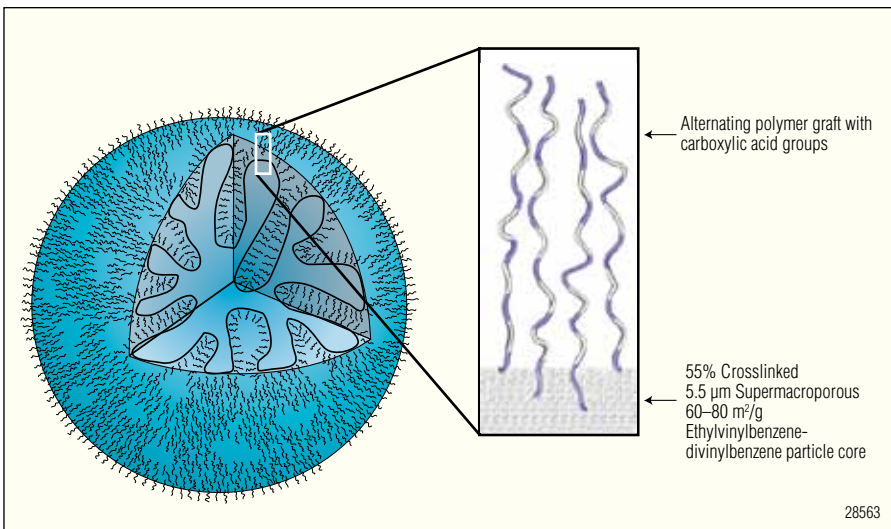 Alternating polymer graft with
carboxylic acid groups
55% Crosslinked
5.5 µm Supermacroporous
60–80 m²/g
Ethylvinylbenzene-
divinylbenzene particle core
28563